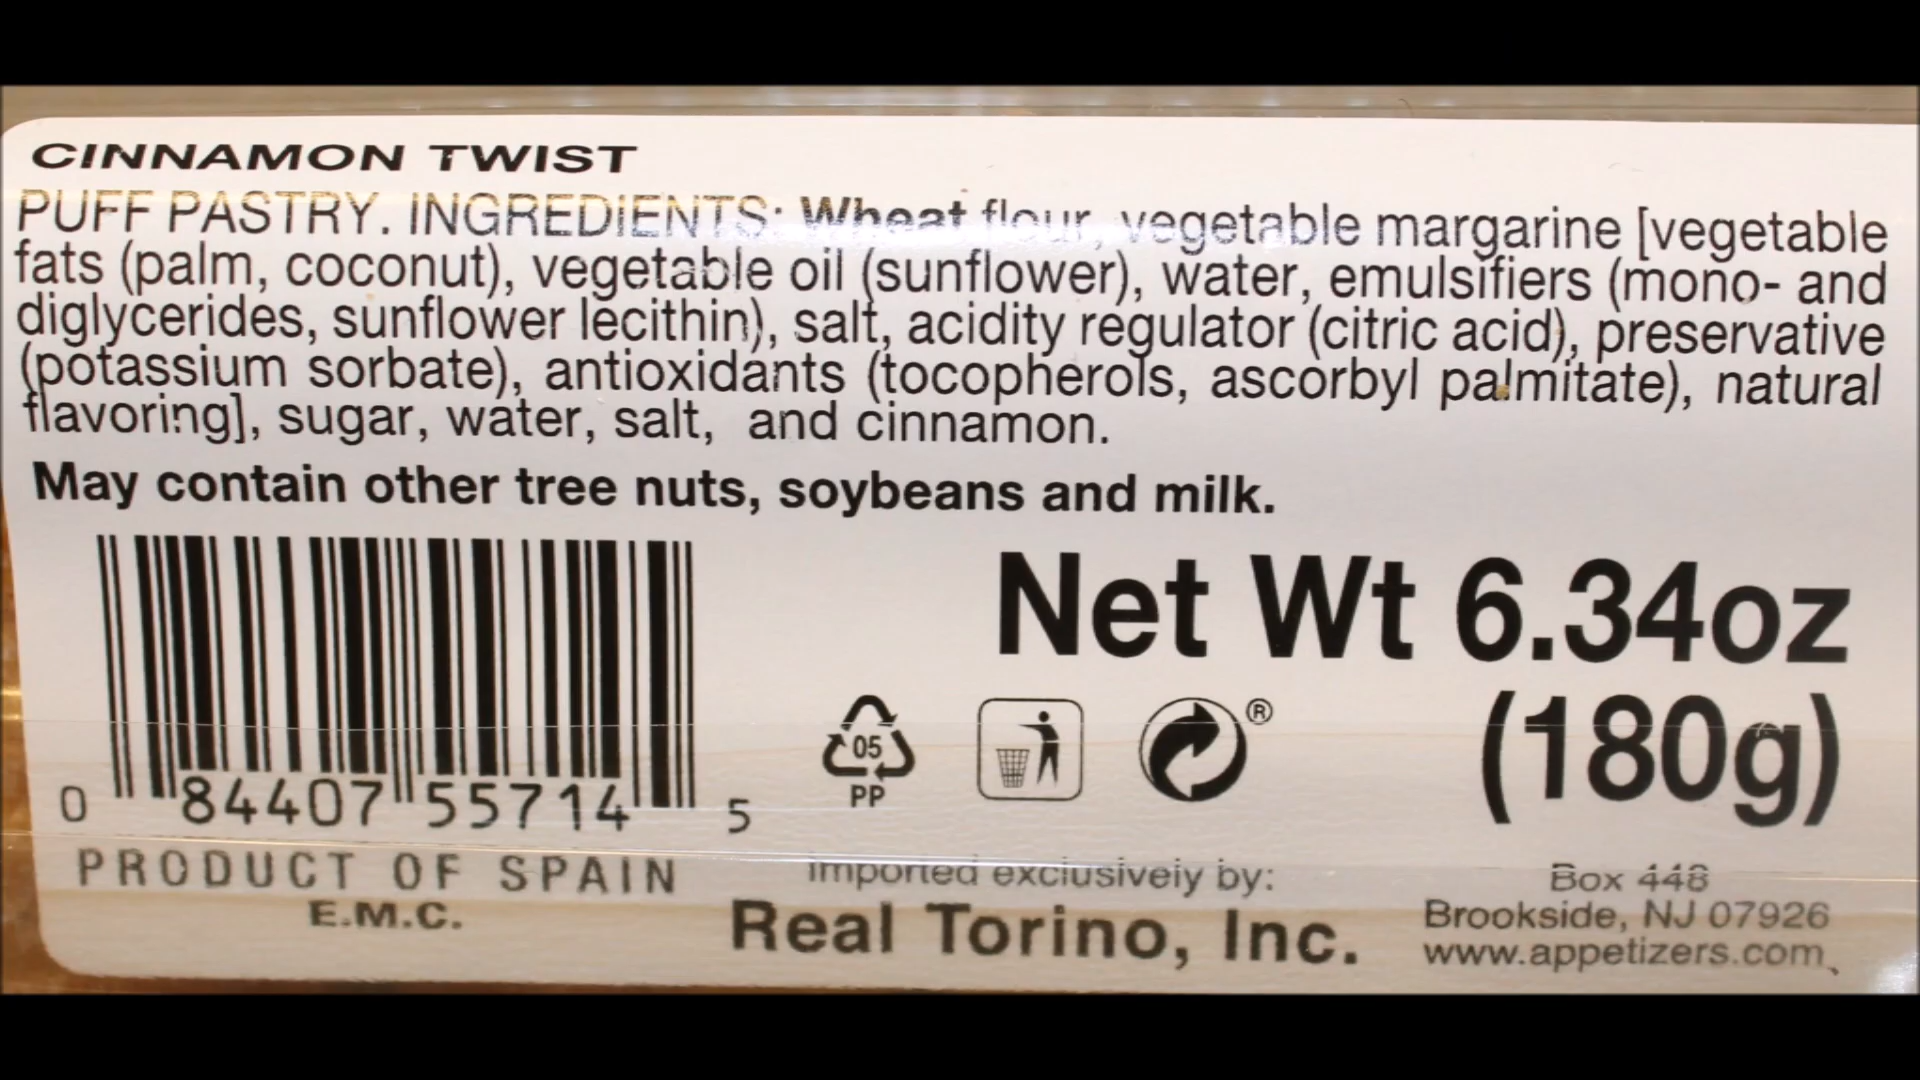 CINNAMON TWIST
PUFF PASTRY. INGREDIENTS: Wheat flour, vegetable margarine [vegetable
fats (palm, coconut), vegetable oil (sunflower), water, emulsifiers (mono- and
diglycerides, sunflower lecithin), salt, acidity regulator (citric acid), preservative
(potassium sorbate), antioxidants (tocopherols, ascorbyl palmitate), natural
flavoring], sugar, water, salt, and cinnamon.
May contain other tree nuts, soybeans and milk.
Net Wt 6.34oz
(180g)
05
PP
®
0 84407 55714 5
PRODUCT OF SPAIN
E.M.C.
Imported exclusively by:
Real Torino, Inc.
Box 448
Brookside, NJ 07926
www.appetizers.com